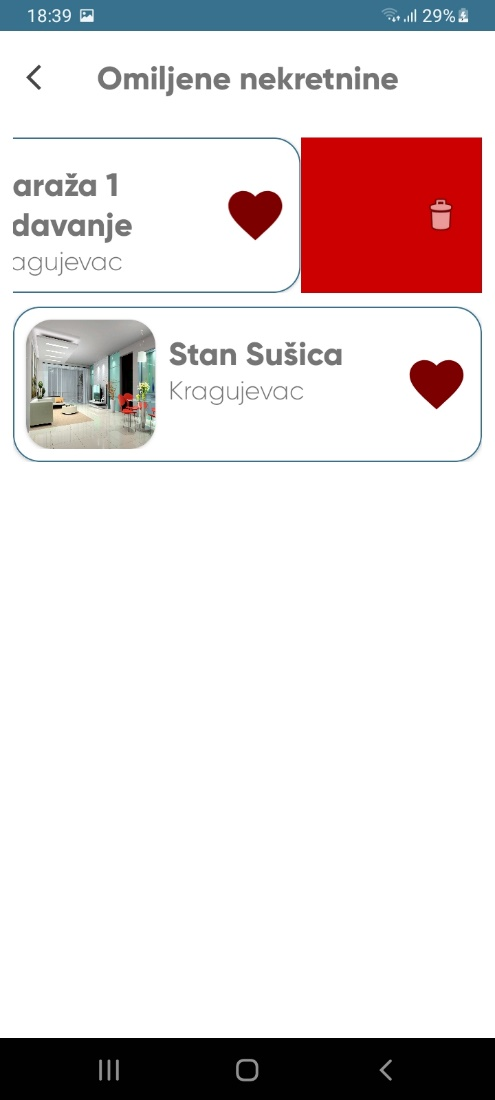 18:39 29%
Omiljene nekretnine
araža 1
davanje
agujevac
Stan Sušica
Kragujevac